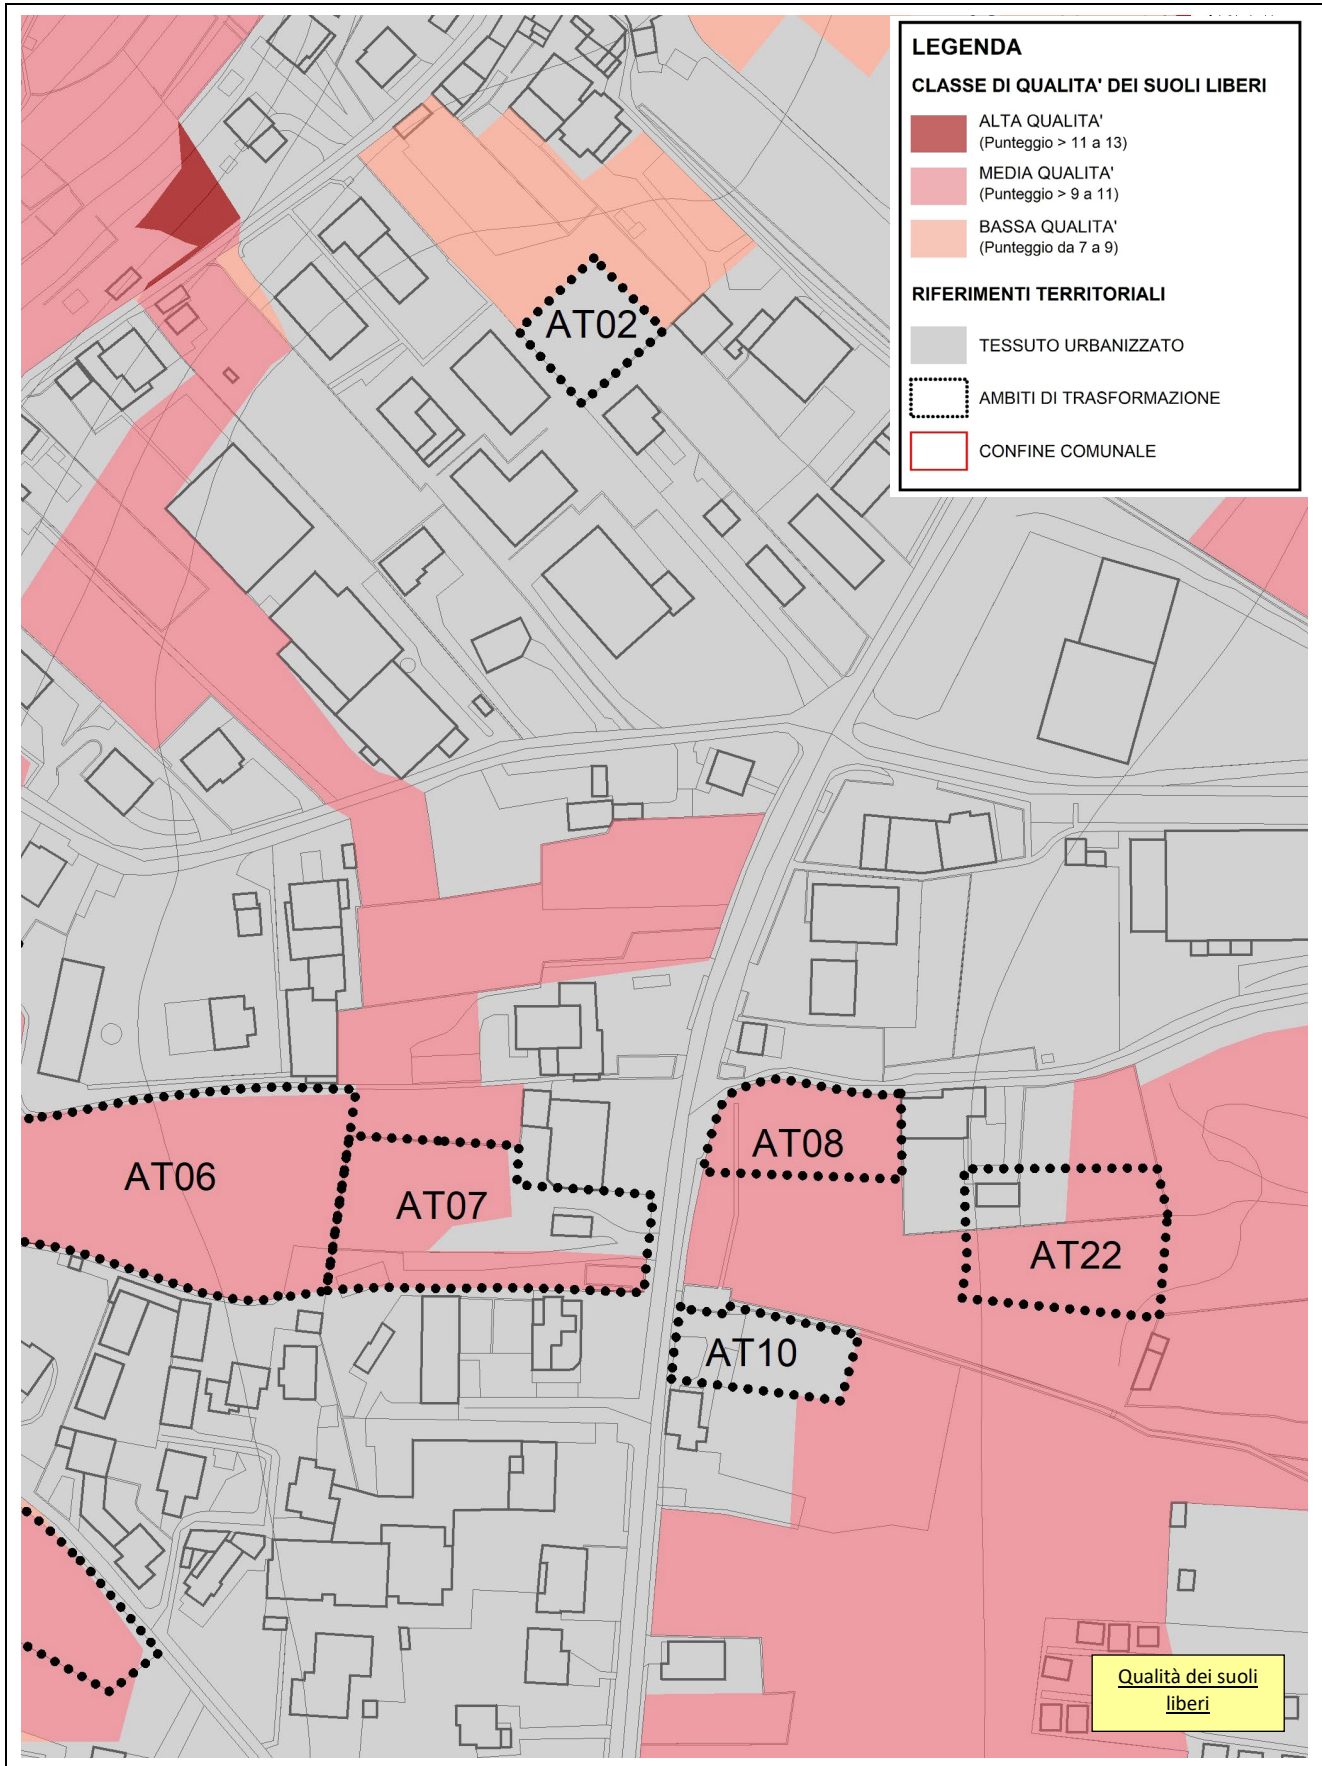 LEGENDA
CLASSE DI QUALITA' DEI SUOLI LIBERI
ALTA QUALITA'
(Punteggio > 11 a 13)
MEDIA QUALITA'
(Punteggio > 9 a 11)
BASSA QUALITA'
(Punteggio da 7 a 9)
RIFERIMENTI TERRITORIALI
TESSUTO URBANIZZATO
AMBITI DI TRASFORMAZIONE
CONFINE COMUNALE
AT02
AT08
AT06
AT07
AT22
AT10
Qualità dei suoli
liberi